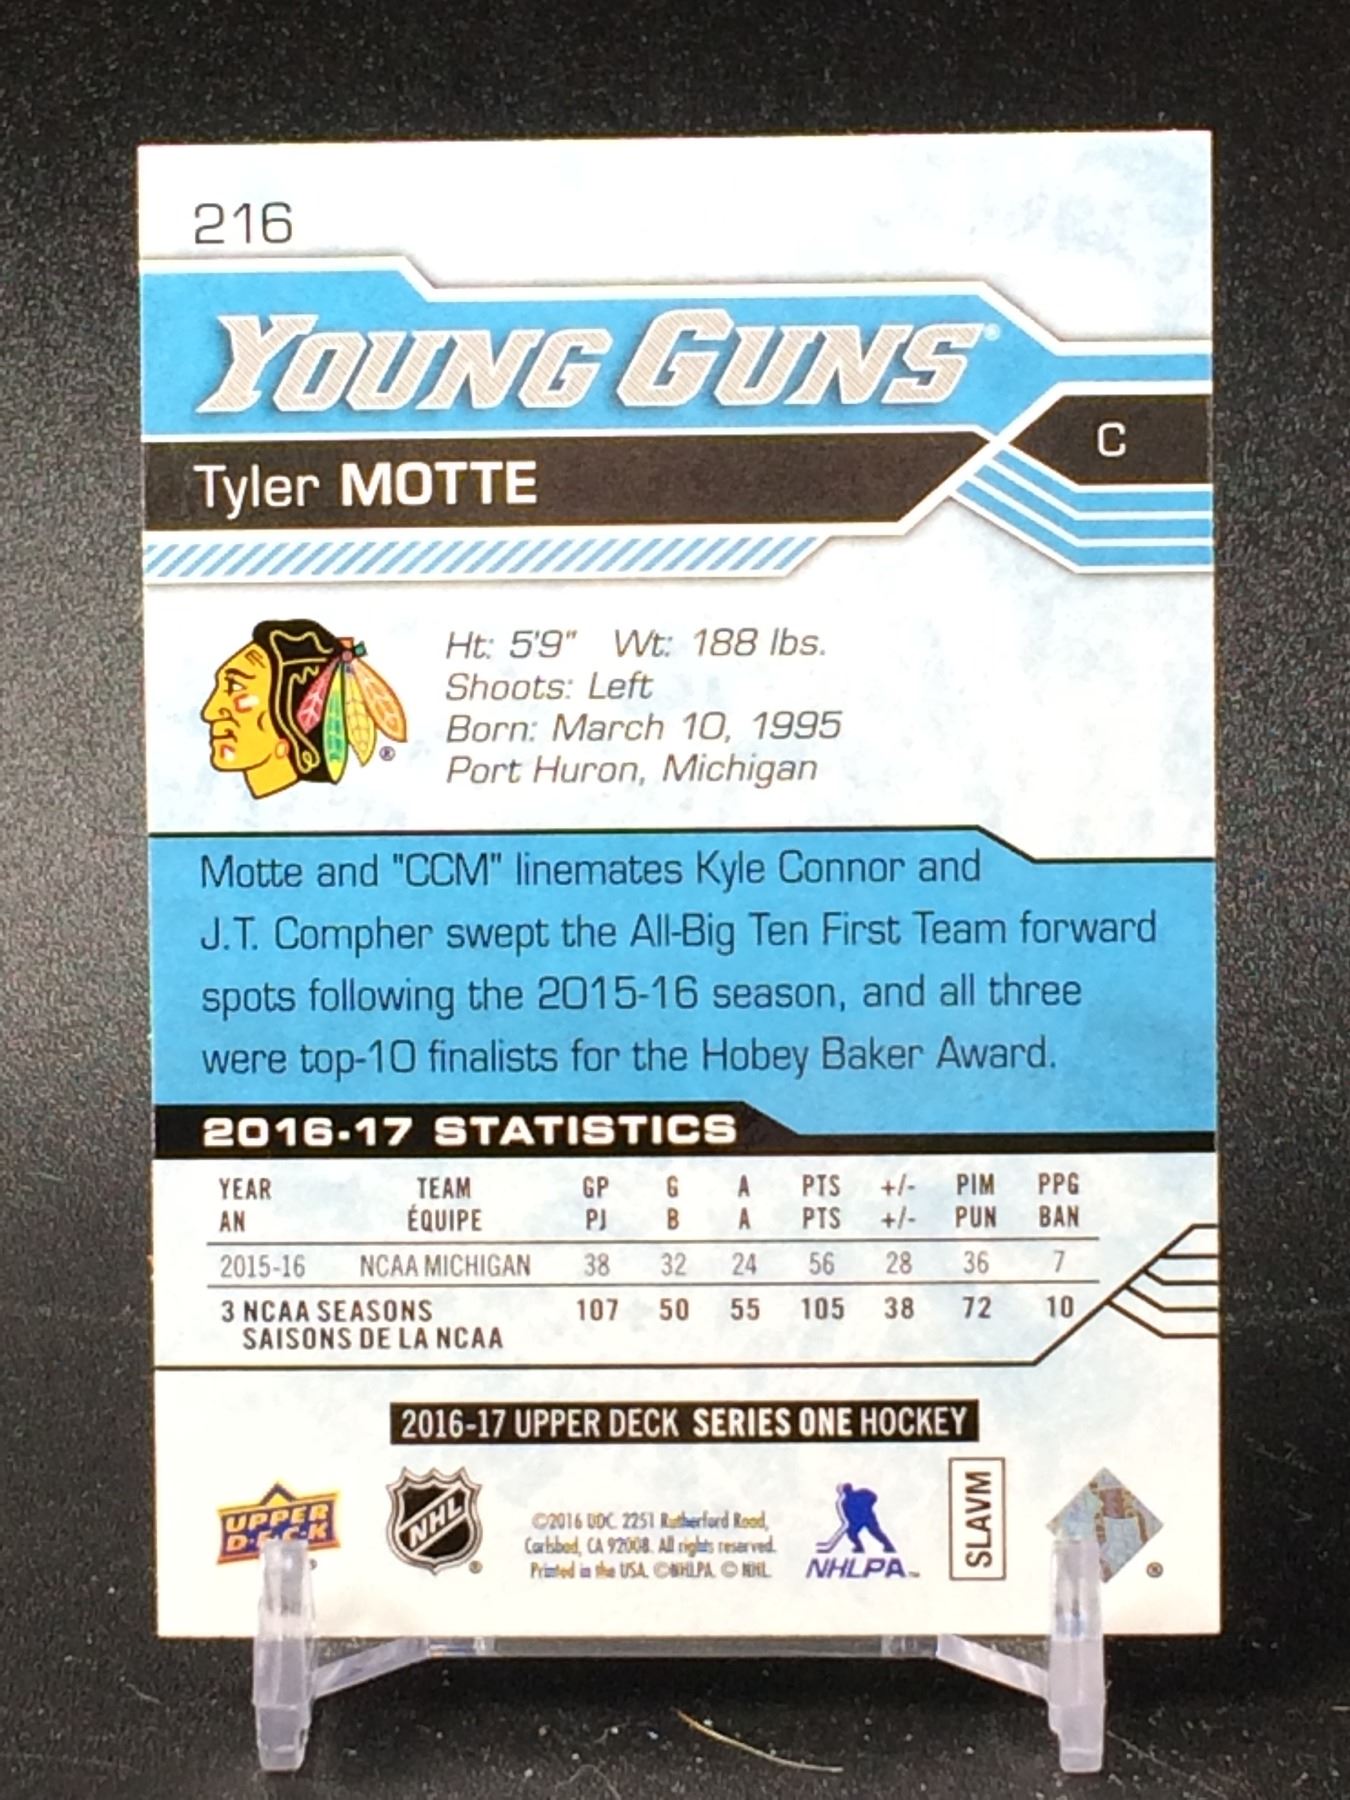 216
YOUNG GUNS®
C
Tyler MOTTE
Ht: 5'9" Wt: 188 lbs.
Shoots: Left
Born: March 10, 1995
Port Huron, Michigan
®
Motte and "CCM" linemates Kyle Connor and
J.T. Compher swept the All-Big Ten First Team forward
spots following the 2015-16 season, and all three
were top-10 finalists for the Hobey Baker Award.
2016-17 STATISTICS
YEAR TEAM GP G A PTS +/- PIM PPG
AN ÉQUIPE PJ B A PTS +/- PUN BAN
2015-16 NCAA MICHIGAN 38 32 24 56 28 36 7
3 NCAA SEASONS 107 50 55 105 38 72 10
SAISONS DE LA NCAA
2016-17 UPPER DECK SERIES ONE HOCKEY
UPPER
DECK
®
NHL
®
©2016 UDC. 2251 Rutherford Road,
Carlsbad, CA 92008. All rights reserved.
Printed in the USA. ©NHLPA. © NHL.
NHLPA™
SLAVM
®